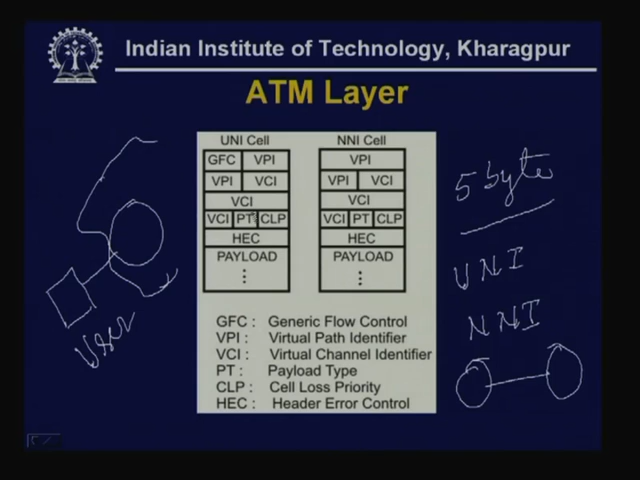 Indian Institute of Technology, Kharagpur
ATM Layer
UNI Cell NNI Cell
GFC VPI VPI
VPI VCI VPI VCI
VCI VCI
VCI PT CLP VCI PT CLP
HEC HEC
PAYLOAD PAYLOAD
GFC : Generic Flow Control
VPI : Virtual Path Identifier
VCI : Virtual Channel Identifier
PT : Payload Type
CLP : Cell Loss Priority
HEC : Header Error Control
5 byte
UNI
NNI
User